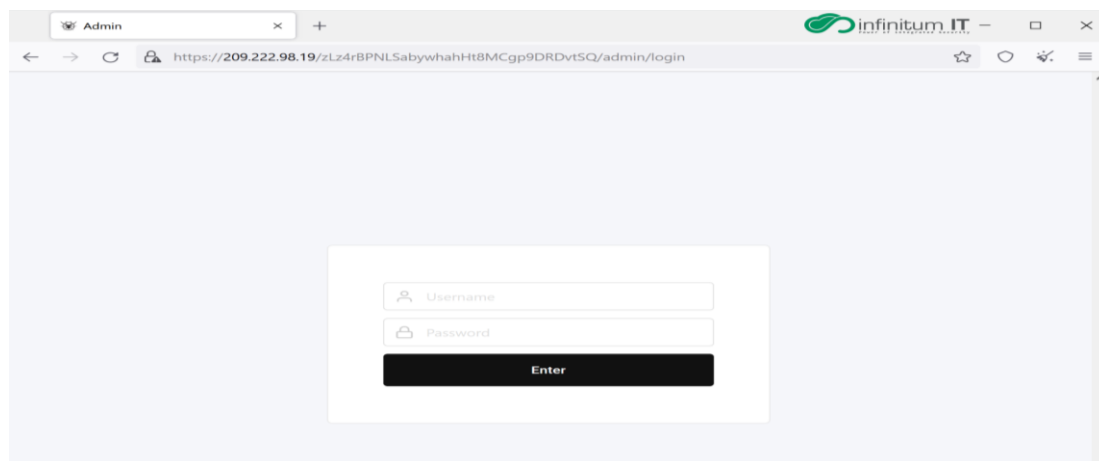 Admin
infinitum IT
https://209.222.98.19/zLz4rBPNLSabywhahHt8MCgp9DRDvtSQ/admin/login
Username
Password
Enter